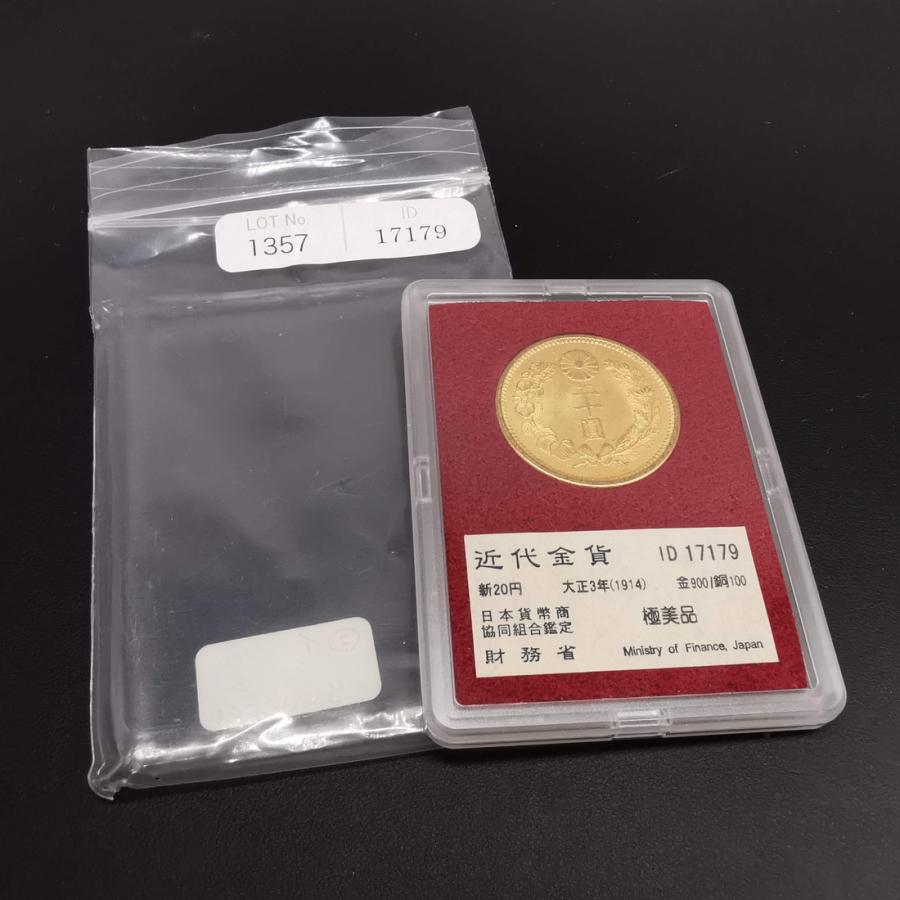 LOT No. ID
1357 17179
二十圓
近代金貨 ID 17179
新20円 大正3年(1914) 金900/銅100
日本貨幣商
協同組合鑑定 極美品
財務省 Ministry of Finance, Japan